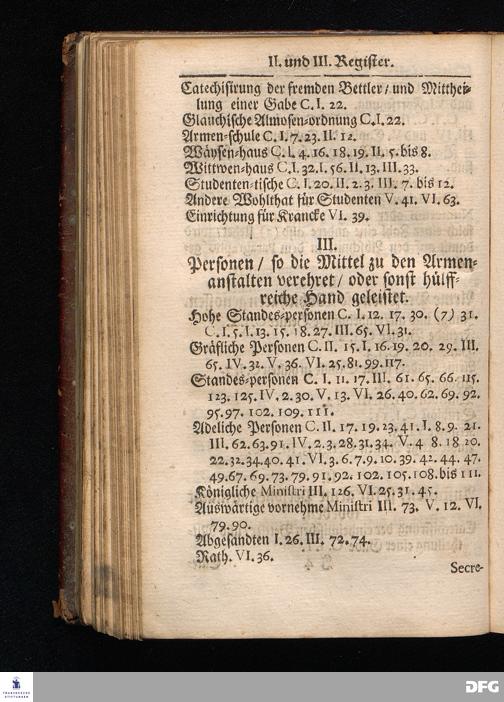 II. und III. Register.
Catechisirung der fremden Bettler / und Mitthei-
lung einer Gabe C. I. 22.
Glauchische Almosen-ordnung C. I. 22.
Armen-schule C. I. 7. 23. II. 12.
Wäysen-haus C. I. 4. 16. 18. 19. II. 5. bis 8.
Wittwen-haus C. I. 32. I. 56. II. 13. III. 33.
Studenten-tische C. I. 20. II. 2. 3. III. 7. bis 12.
Andere Wohlthat für Studenten V. 41. VI. 63.
Einrichtung für Krancke VI. 39.
III.
Personen / so die Mittel zu den Armen-
anstalten verehret / oder sonst hülff-
reiche Hand geleistet.
Hohe Standes-personen C. I. 12. 17. 30. (7) 31.
C. I. 5. I. 13. 15. 18. 27. III. 65. VI. 31.
Gräfliche Personen C. II. 15. I. 16. 19. 20. 29. III.
65. IV. 32. V. 36. VI. 25. 81. 99. 117.
Standes-personen C. I. 11. 17. III. 61. 65. 66. 115.
123. 125. IV. 2. 30. V. 13. VI. 26. 40. 62. 69. 92.
95. 97. 102. 109. 111.
Adeliche Personen C. II. 17. 19. 23. 41. I. 8. 9. 21.
III. 62. 63. 91. IV. 2. 3. 28. 31. 34. V. 4 8. 18 20.
22. 32. 34. 40. 41. VI. 3. 6. 7. 9. 10. 39. 42. 44. 47.
49. 67. 69. 73. 79. 91. 92. 102. 105. 108. bis 111.
Königliche Ministri III. 126. VI. 25. 31. 45.
Auswärtige vornehme Ministri III. 73. V. 12. VI.
79. 90.
Abgesandten I. 26. III. 72. 74.
Rath. VI. 36.
Secre-
DFG